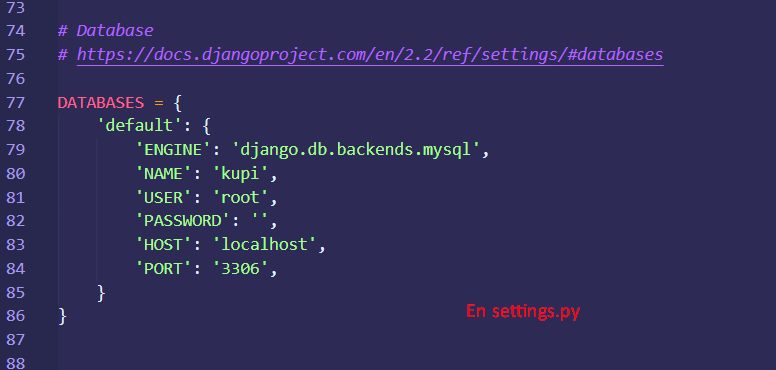 73
74 # Database
75 # https://docs.djangoproject.com/en/2.2/ref/settings/#databases
76
77 DATABASES = {
78 'default': {
79 'ENGINE': 'django.db.backends.mysql',
80 'NAME': 'kupi',
81 'USER': 'root',
82 'PASSWORD': '',
83 'HOST': 'localhost',
84 'PORT': '3306',
85 }
86 }
En settings.py
87
88